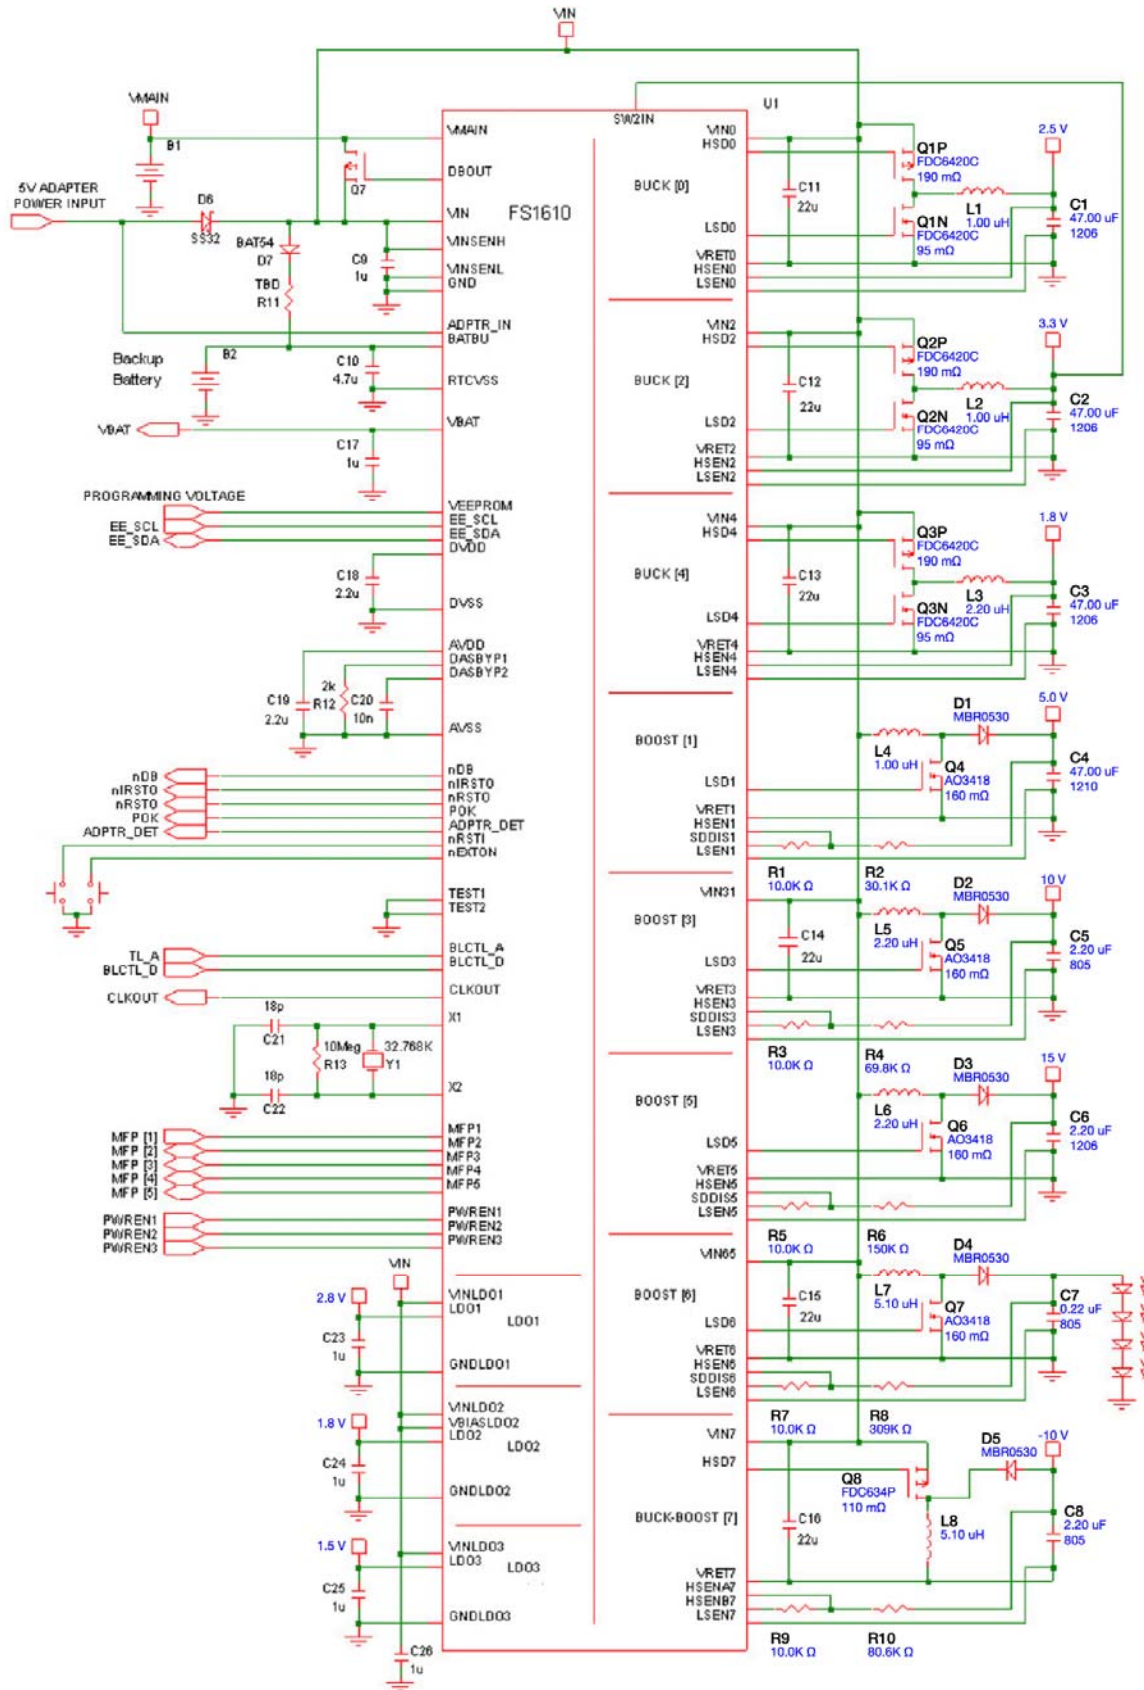 VIN
VMAIN
B1
5V ADAPTER
POWER INPUT
D6
SS32
BAT54
D7
TBD
R11
Q7
C9
1u
Backup
Battery
B2
C10
4.7u
VBAT
C17
1u
PROGRAMMING VOLTAGE
EE_SCL
EE_SDA
C18
2.2u
C19
2.2u
2k
R12
C20
10n
nDB
nIRSTO
nRSTO
POK
ADPTR_DET
TL_A
BLCTL_D
CLKOUT
18p
C21
10Meg
R13
32.768K
Y1
18p
C22
MFP [1]
MFP [2]
MFP [3]
MFP [4]
MFP [5]
PWREN1
PWREN2
PWREN3
VIN
2.8 V
C23
1u
1.8 V
C24
1u
1.5 V
C25
1u
C26
1u
U1
SW2IN
FS1610
VMAIN
DBOUT
VIN
VINSENH
VINSENL
GND
ADPTR_IN
BATBU
RTCVSS
VBAT
VEEPROM
EE_SCL
EE_SDA
DVDD
DVSS
AVDD
DASBYP1
DASBYP2
AVSS
nDB
nIRSTO
nRSTO
POK
ADPTR_DET
nRSTI
nEXTON
TEST1
TEST2
BLCTL_A
BLCTL_D
CLKOUT
X1
X2
MFP1
MFP2
MFP3
MFP4
MFP5
PWREN1
PWREN2
PWREN3
VINLDO1
LDO1
LDO1
GNDLDO1
VINLDO2
VBIASLDO2
LDO2
LDO2
GNDLDO2
VINLDO3
LDO3
LDO3
GNDLDO3
BUCK [0]
VIN0
HSD0
LSD0
VRET0
HSEN0
LSEN0
C11
22u
Q1P
FDC6420C
190 mΩ
Q1N
FDC6420C
95 mΩ
L1
1.00 uH
2.5 V
C1
47.00 uF
1206
BUCK [2]
VIN2
HSD2
LSD2
VRET2
HSEN2
LSEN2
C12
22u
Q2P
FDC6420C
190 mΩ
Q2N
FDC6420C
95 mΩ
L2
1.00 uH
3.3 V
C2
47.00 uF
1206
BUCK [4]
VIN4
HSD4
LSD4
VRET4
HSEN4
LSEN4
C13
22u
Q3P
FDC6420C
190 mΩ
Q3N
FDC6420C
95 mΩ
L3
2.20 uH
1.8 V
C3
47.00 uF
1206
BOOST [1]
LSD1
VRET1
HSEN1
SDDIS1
LSEN1
L4
1.00 uH
D1
MBR0530
Q4
AO3418
160 mΩ
5.0 V
C4
47.00 uF
1210
R1
10.0K Ω
R2
30.1K Ω
BOOST [3]
VIN31
LSD3
VRET3
HSEN3
SDDIS3
LSEN3
C14
22u
L5
2.20 uH
D2
MBR0530
Q5
AO3418
160 mΩ
10 V
C5
2.20 uF
805
R3
10.0K Ω
R4
69.8K Ω
BOOST [5]
LSD5
VRET5
HSEN5
SDDIS5
LSEN5
L6
2.20 uH
D3
MBR0530
Q6
AO3418
160 mΩ
15 V
C6
2.20 uF
1206
R5
10.0K Ω
R6
150K Ω
BOOST [6]
VIN65
LSD6
VRET6
HSEN6
SDDIS6
LSEN6
C15
22u
L7
5.10 uH
D4
MBR0530
Q7
AO3418
160 mΩ
C7
0.22 uF
805
R7
10.0K Ω
R8
309K Ω
BUCK-BOOST [7]
VIN7
HSD7
VRET7
HSENA7
HSENB7
LSEN7
C16
22u
Q8
FDC634P
110 mΩ
L8
5.10 uH
D5
MBR0530
-10 V
C8
2.20 uF
805
R9
10.0K Ω
R10
80.6K Ω